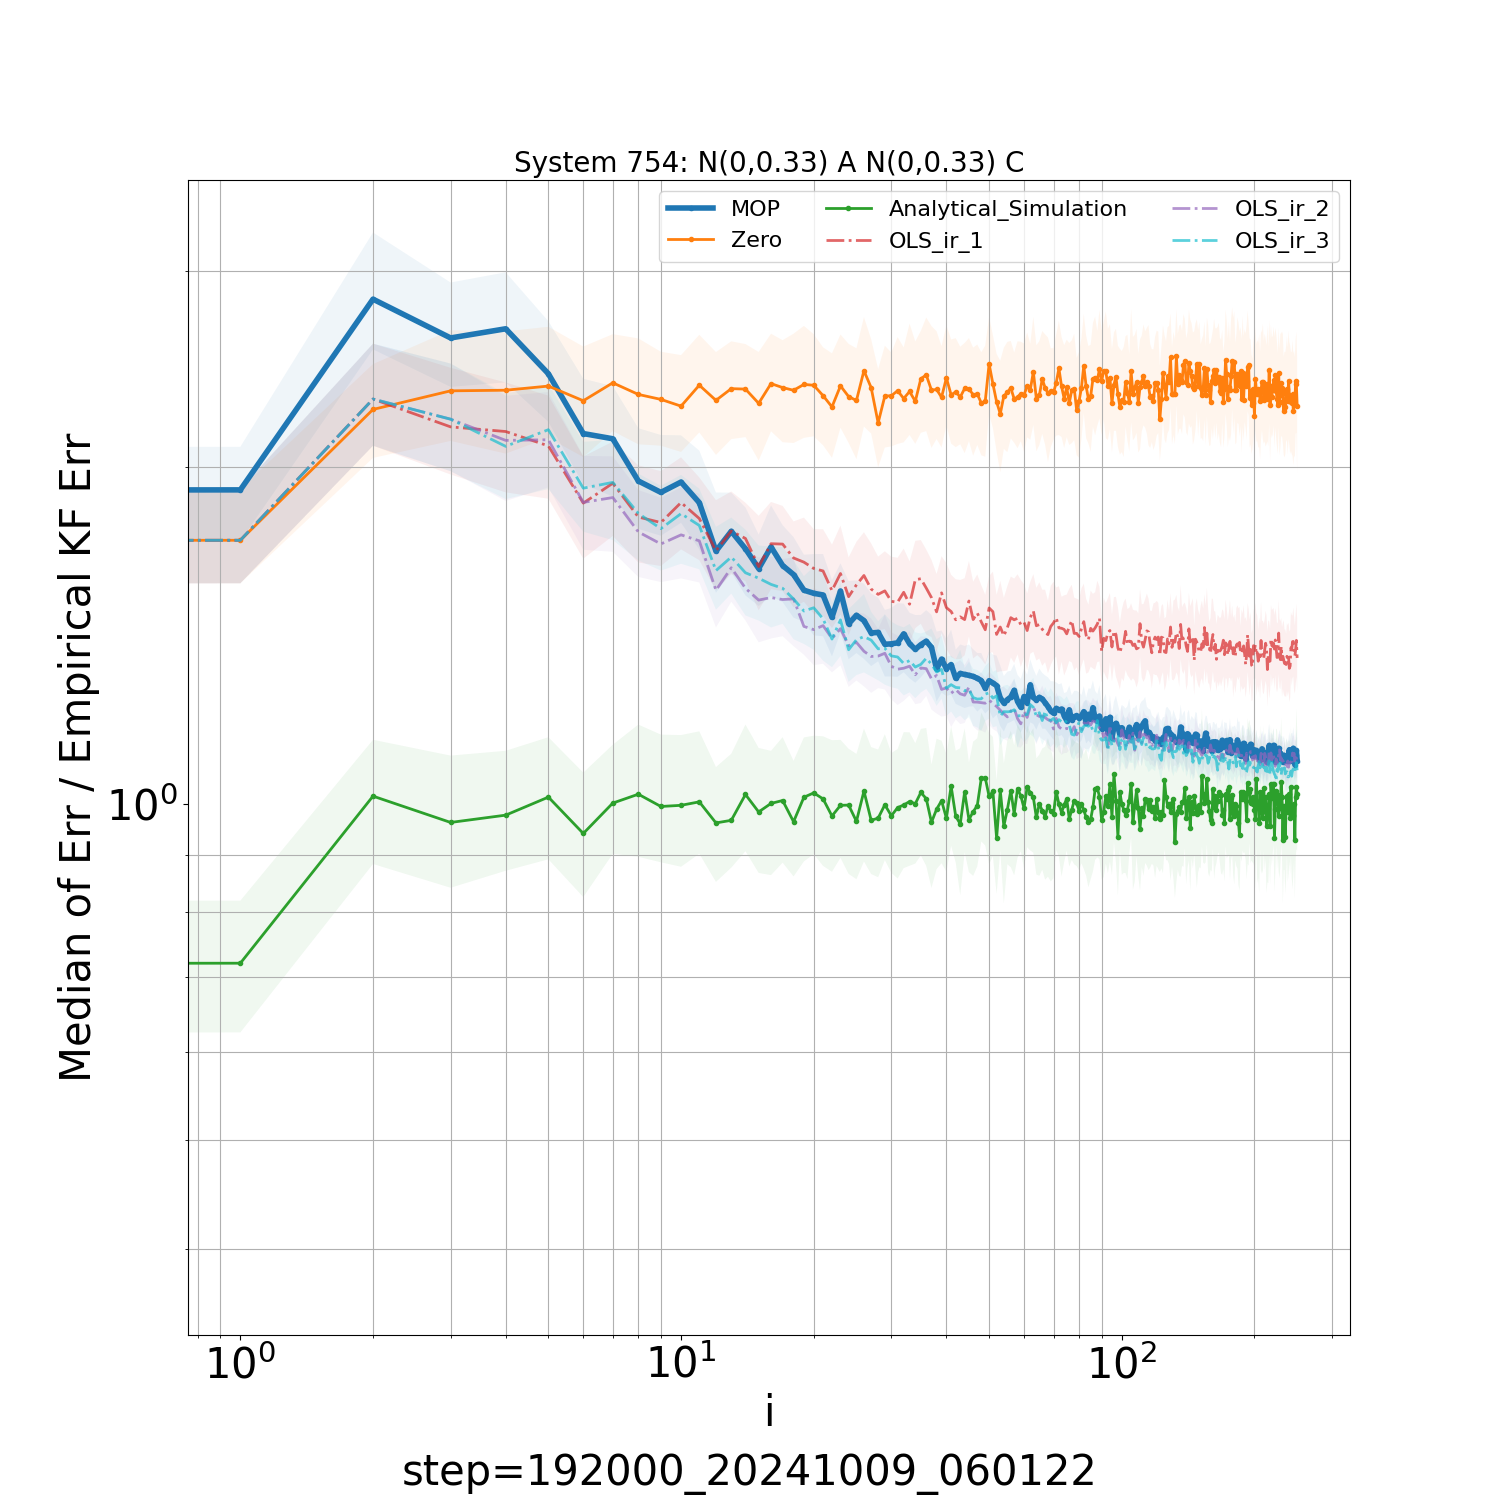 System 754: N(0,0.33) A N(0,0.33) C
MOP
Zero
Analytical_Simulation
OLS_ir_1
OLS_ir_2
OLS_ir_3
Median of Err / Empirical KF Err
10⁰
10⁰ 10¹ 10²
i
step=192000_20241009_060122